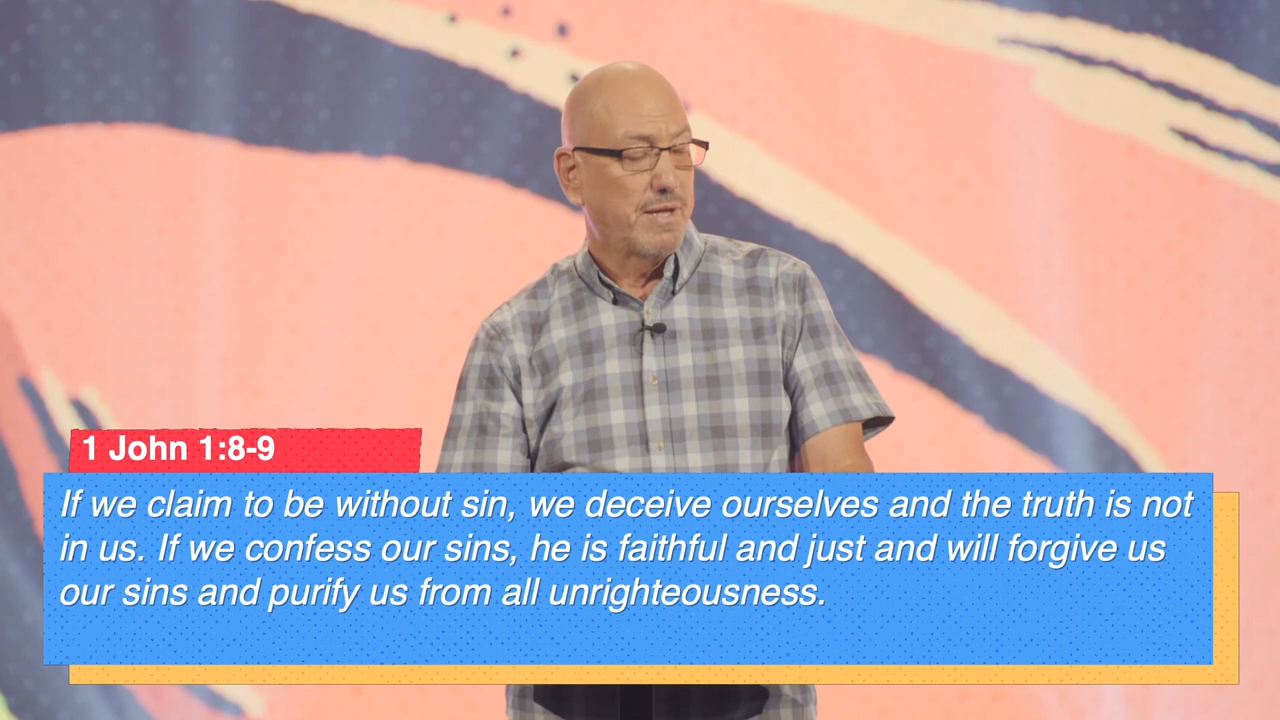 1 John 1:8-9
If we claim to be without sin, we deceive ourselves and the truth is not
in us. If we confess our sins, he is faithful and just and will forgive us
our sins and purify us from all unrighteousness.